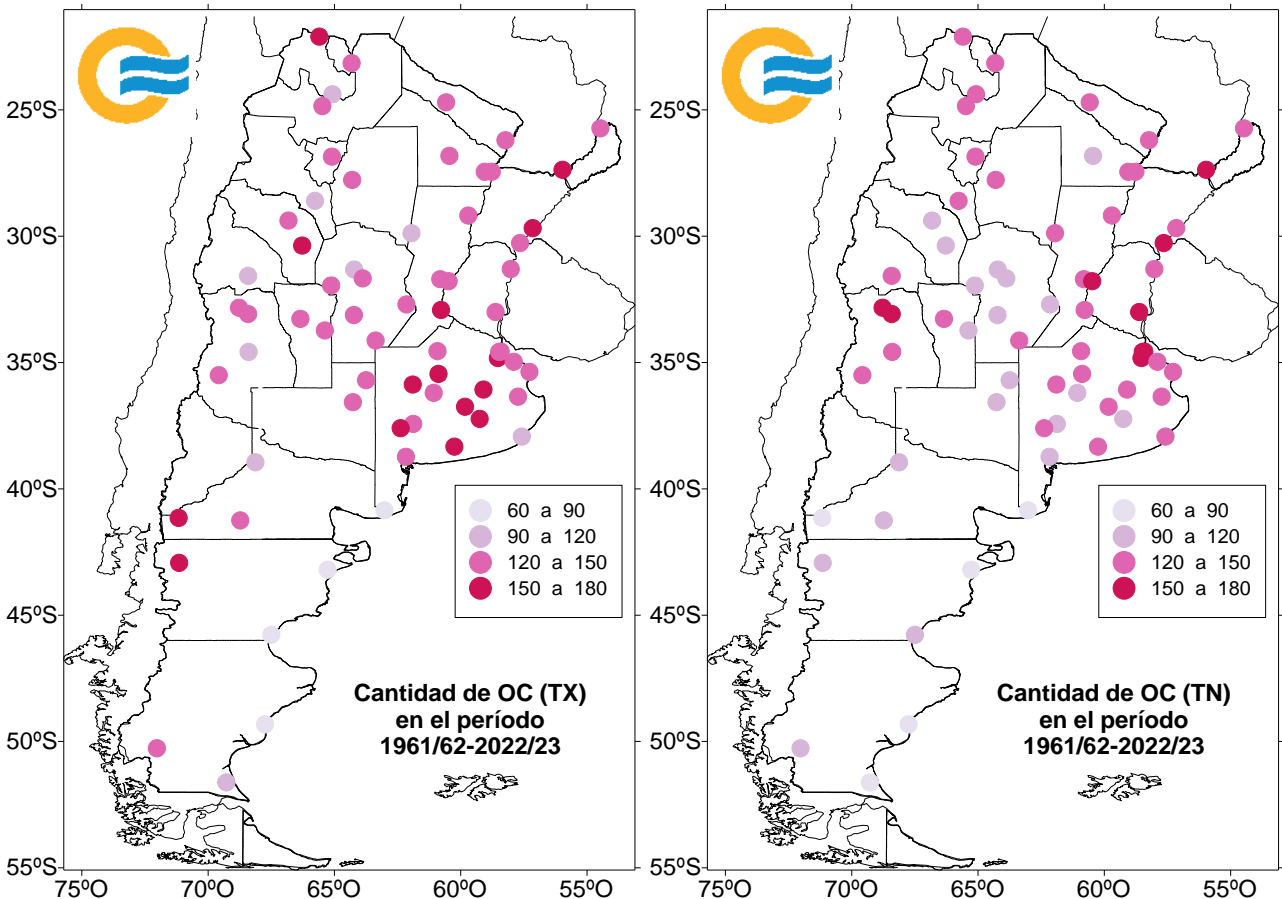 25ºS
30ºS
35ºS
40ºS
45ºS
50ºS
55ºS
75ºO
70ºO
65ºO
60ºO
55ºO
60 a 90
90 a 120
120 a 150
150 a 180
Cantidad de OC (TX)
en el período
1961/62-2022/23
25ºS
30ºS
35ºS
40ºS
45ºS
50ºS
55ºS
75ºO
70ºO
65ºO
60ºO
55ºO
60 a 90
90 a 120
120 a 150
150 a 180
Cantidad de OC (TN)
en el período
1961/62-2022/23